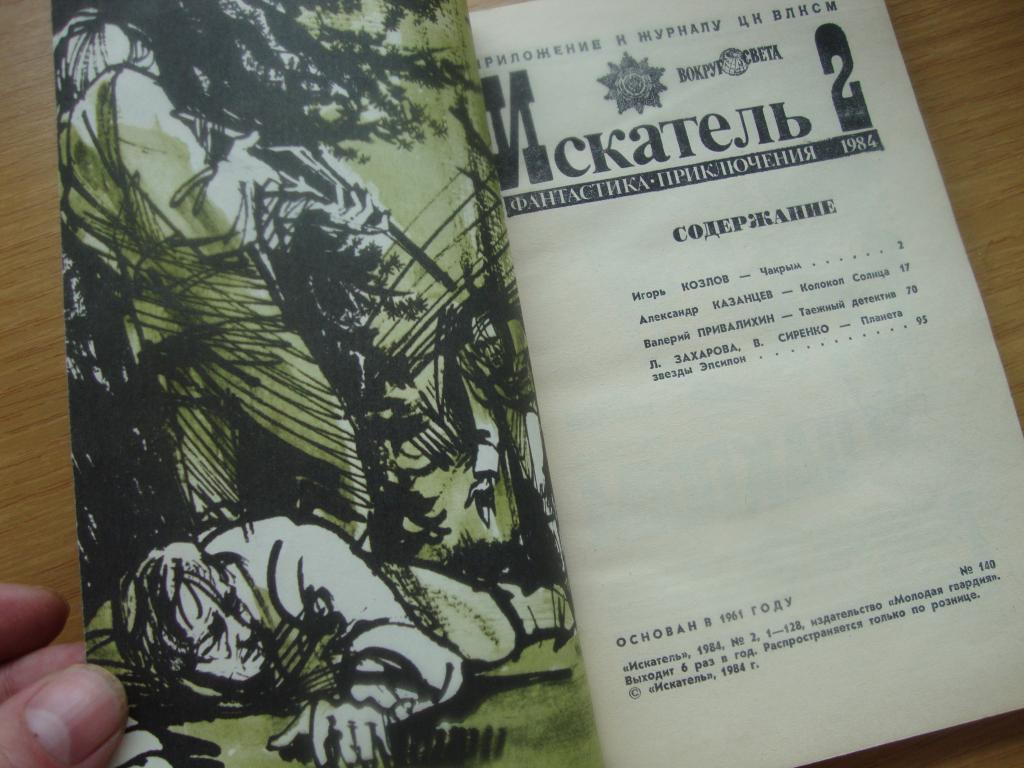 ПРИЛОЖЕНИЕ К ЖУРНАЛУ ЦК ВЛКСМ
ВОКРУГ СВЕТА
Искатель 2
ФАНТАСТИКА·ПРИКЛЮЧЕНИЯ 1984
СОДЕРЖАНИЕ
Игорь КОЗЛОВ — Чакрым . . . . . . 2
Александр КАЗАНЦЕВ — Колокол Солнца 17
Валерий ПРИВАЛИХИН — Таежный детектив 70
Л. ЗАХАРОВА, В. СИРЕНКО — Планета
звезды Эпсилон . . . . . . . . . . 95
ОСНОВАН В 1961 ГОДУ
№ 140
«Искатель», 1984, № 2, 1—128, издательство «Молодая гвардия».
Выходит 6 раз в год. Распространяется только по рознице.
© «Искатель», 1984 г.